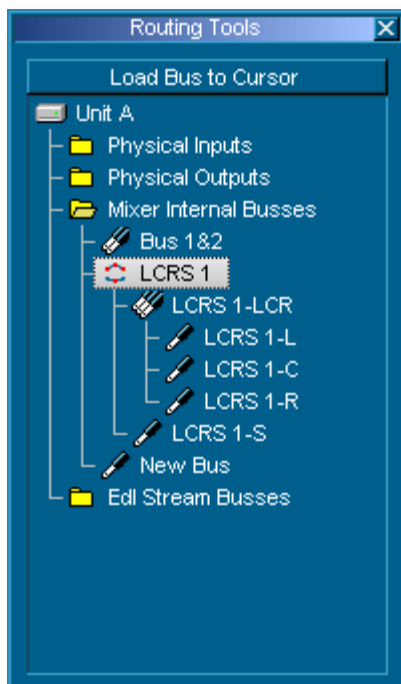 Routing Tools
Load Bus to Cursor
Unit A
Physical Inputs
Physical Outputs
Mixer Internal Busses
Bus 1&2
LCRS 1
LCRS 1-LCR
LCRS 1-L
LCRS 1-C
LCRS 1-R
LCRS 1-S
New Bus
Edl Stream Busses